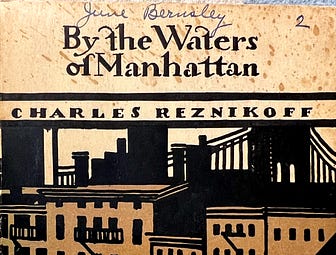 June Bernsley 2
By the Waters
of Manhattan
CHARLES REZNIKOFF